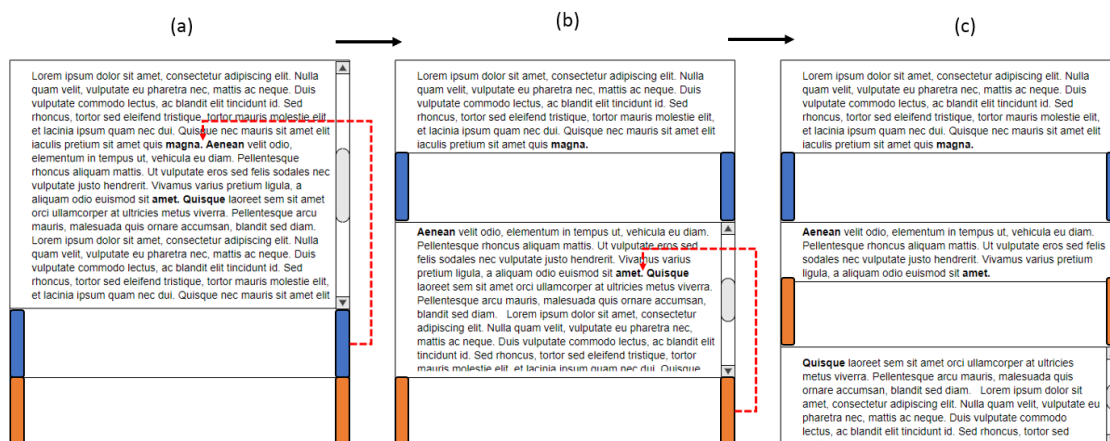 (a)
Lorem ipsum dolor sit amet, consectetur adipiscing elit. Nulla
quam velit, vulputate eu pharetra nec, mattis ac neque. Duis
vulputate commodo lectus, ac blandit elit tincidunt id. Sed
rhoncus, tortor sed eleifend tristique, tortor mauris molestie elit,
et lacinia ipsum quam nec dui. Quisque nec mauris sit amet elit
iaculis pretium sit amet quis magna. Aenean velit odio,
elementum in tempus ut, vehicula eu diam. Pellentesque
rhoncus aliquam mattis. Ut vulputate eros sed felis sodales nec
vulputate justo hendrerit. Vivamus varius pretium ligula, a
aliquam odio euismod sit amet. Quisque laoreet sem sit amet
orci ullamcorper at ultricies metus viverra. Pellentesque arcu
mauris, malesuada quis ornare accumsan, blandit sed diam.
Lorem ipsum dolor sit amet, consectetur adipiscing elit. Nulla
quam velit, vulputate eu pharetra nec, mattis ac neque. Duis
vulputate commodo lectus, ac blandit elit tincidunt id. Sed
rhoncus, tortor sed eleifend tristique, tortor mauris molestie elit,
et lacinia ipsum quam nec dui. Quisque nec mauris sit amet elit
(b)
Lorem ipsum dolor sit amet, consectetur adipiscing elit. Nulla
quam velit, vulputate eu pharetra nec, mattis ac neque. Duis
vulputate commodo lectus, ac blandit elit tincidunt id. Sed
rhoncus, tortor sed eleifend tristique, tortor mauris molestie elit,
et lacinia ipsum quam nec dui. Quisque nec mauris sit amet elit
iaculis pretium sit amet quis magna.
Aenean velit odio, elementum in tempus ut, vehicula eu diam.
Pellentesque rhoncus aliquam mattis. Ut vulputate eros sed
felis sodales nec vulputate justo hendrerit. Vivamus varius
pretium ligula, a aliquam odio euismod sit amet. Quisque
laoreet sem sit amet orci ullamcorper at ultricies metus viverra.
Pellentesque arcu mauris, malesuada quis ornare accumsan,
blandit sed diam. Lorem ipsum dolor sit amet, consectetur
adipiscing elit. Nulla quam velit, vulputate eu pharetra nec,
mattis ac neque. Duis vulputate commodo lectus, ac blandit elit
tincidunt id. Sed rhoncus, tortor sed eleifend tristique, tortor
mauris molestie elit, et lacinia ipsum quam nec dui. Quisque
(c)
Lorem ipsum dolor sit amet, consectetur adipiscing elit. Nulla
quam velit, vulputate eu pharetra nec, mattis ac neque. Duis
vulputate commodo lectus, ac blandit elit tincidunt id. Sed
rhoncus, tortor sed eleifend tristique, tortor mauris molestie elit,
et lacinia ipsum quam nec dui. Quisque nec mauris sit amet elit
iaculis pretium sit amet quis magna.
Aenean velit odio, elementum in tempus ut, vehicula eu diam.
Pellentesque rhoncus aliquam mattis. Ut vulputate eros sed felis
sodales nec vulputate justo hendrerit. Vivamus varius pretium
ligula, a aliquam odio euismod sit amet.
Quisque laoreet sem sit amet orci ullamcorper at ultricies
metus viverra. Pellentesque arcu mauris, malesuada quis
ornare accumsan, blandit sed diam. Lorem ipsum dolor sit
amet, consectetur adipiscing elit. Nulla quam velit, vulputate eu
pharetra nec, mattis ac neque. Duis vulputate commodo
lectus, ac blandit elit tincidunt id. Sed rhoncus, tortor sed